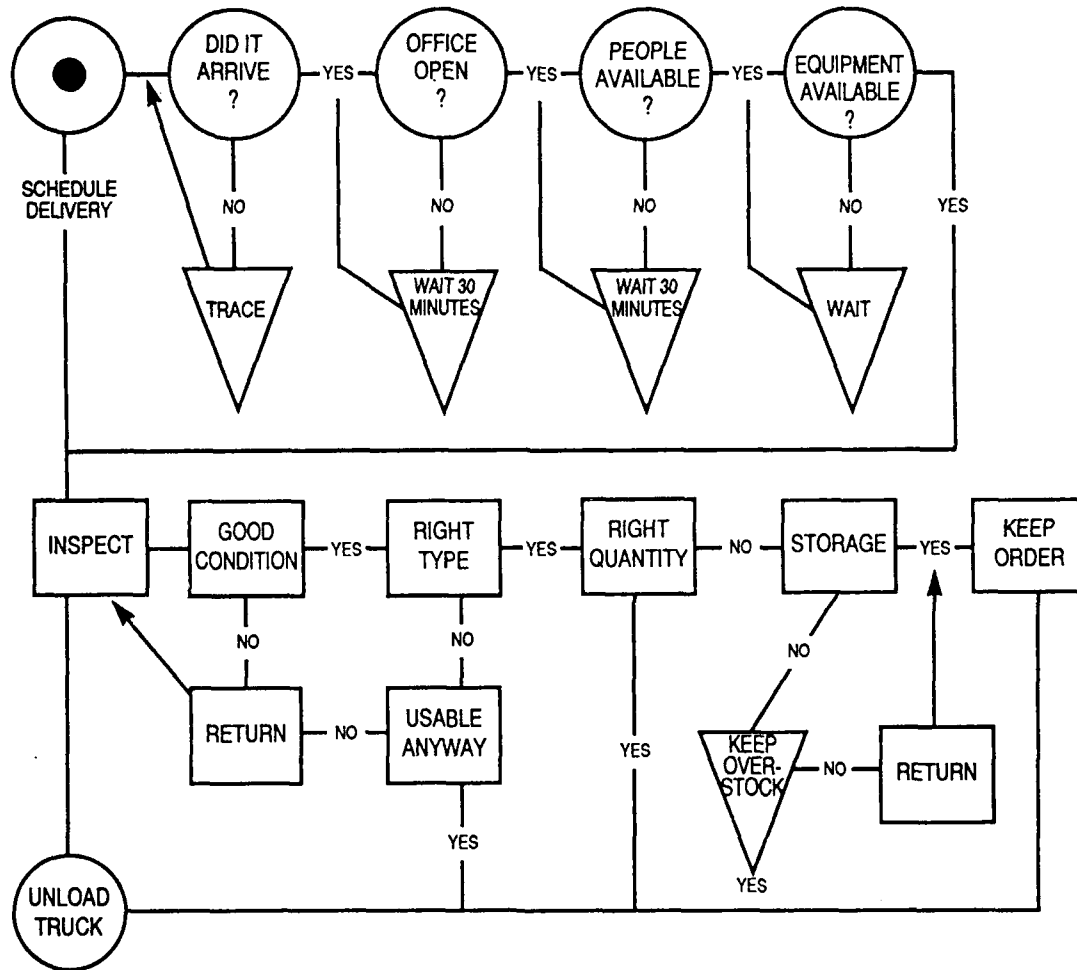 DID IT
ARRIVE
?
YES
OFFICE
OPEN
?
YES
PEOPLE
AVAILABLE
?
YES
EQUIPMENT
AVAILABLE
?
SCHEDULE
DELIVERY
NO
NO
NO
NO
YES
TRACE
WAIT 30
MINUTES
WAIT 30
MINUTES
WAIT
INSPECT
GOOD
CONDITION
YES
RIGHT
TYPE
YES
RIGHT
QUANTITY
NO
STORAGE
YES
KEEP
ORDER
NO
NO
NO
RETURN
NO
USABLE
ANYWAY
YES
KEEP
OVER-
STOCK
NO
RETURN
YES
YES
UNLOAD
TRUCK